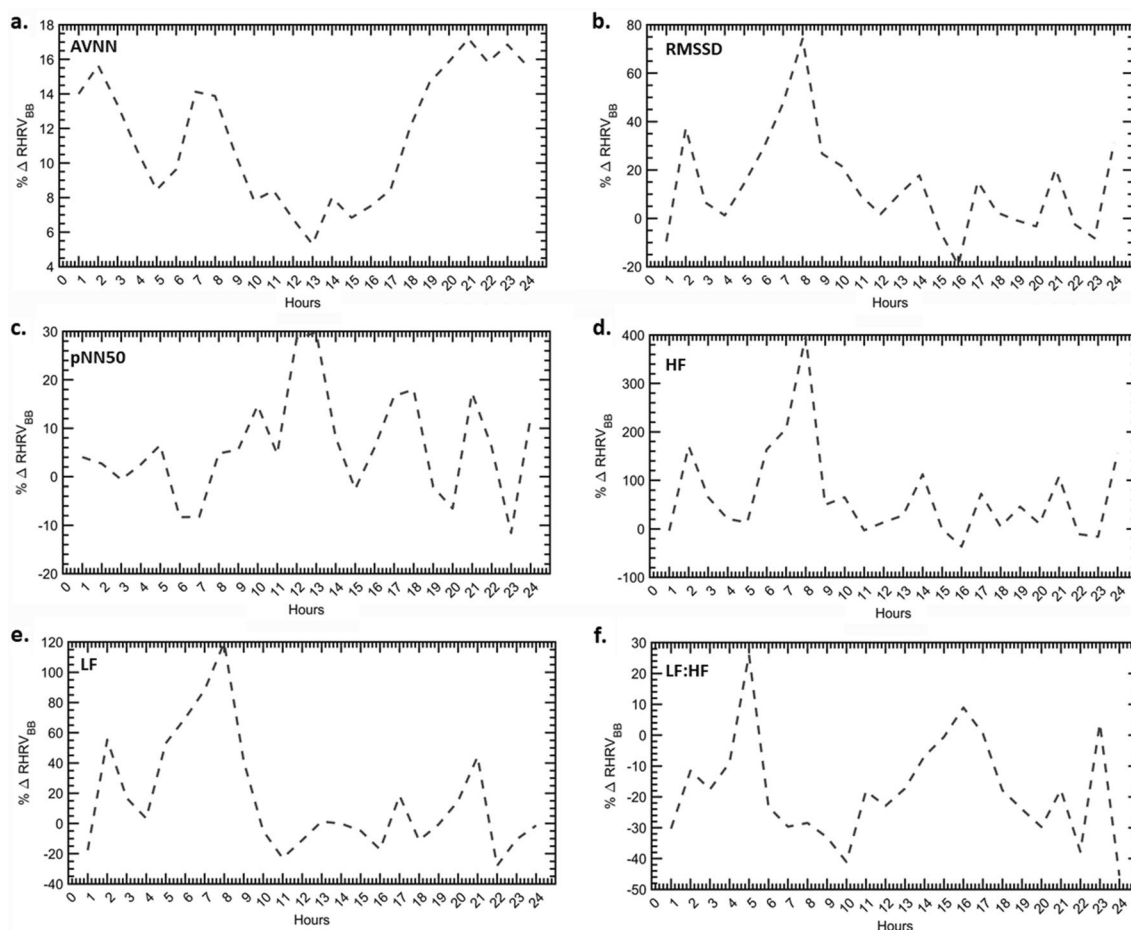 a.
AVNN
18
16
14
12
10
8
6
4
% Δ RHRV_BB
0 1 2 3 4 5 6 7 8 9 10 11 12 13 14 15 16 17 18 19 20 21 22 23 24
Hours
b.
RMSSD
80
60
40
20
0
-20
% Δ RHRV_BB
0 1 2 3 4 5 6 7 8 9 10 11 12 13 14 15 16 17 18 19 20 21 22 23 24
Hours
c.
pNN50
30
20
10
0
-10
-20
% Δ RHRV_BB
0 1 2 3 4 5 6 7 8 9 10 11 12 13 14 15 16 17 18 19 20 21 22 23 24
Hours
d.
HF
400
300
200
100
0
-100
% Δ RHRV_BB
0 1 2 3 4 5 6 7 8 9 10 11 12 13 14 15 16 17 18 19 20 21 22 23 24
Hours
e.
LF
120
100
80
60
40
20
0
-20
-40
% Δ RHRV_BB
0 1 2 3 4 5 6 7 8 9 10 11 12 13 14 15 16 17 18 19 20 21 22 23 24
Hours
f.
LF:HF
30
20
10
0
-10
-20
-30
-40
-50
% Δ RHRV_BB
0 1 2 3 4 5 6 7 8 9 10 11 12 13 14 15 16 17 18 19 20 21 22 23 24
Hours